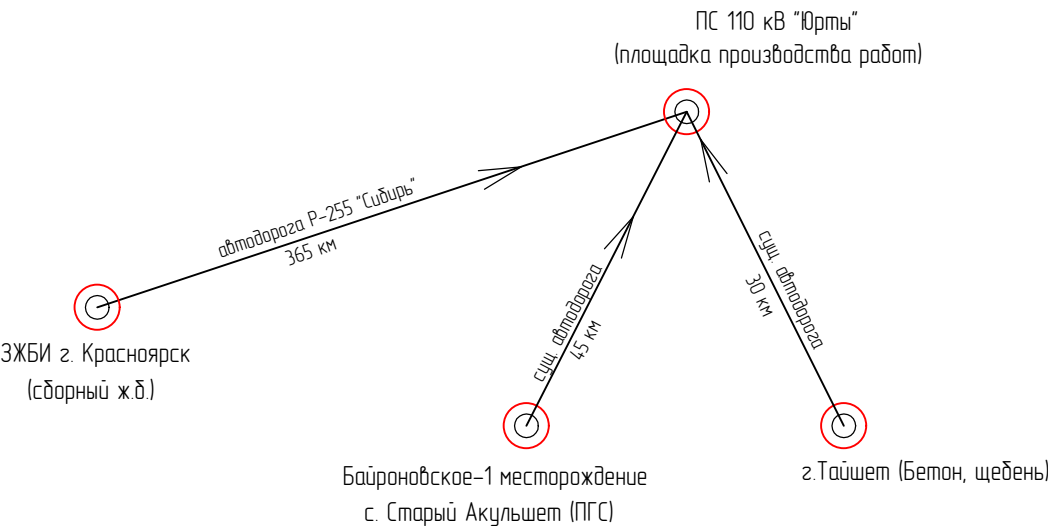 ПС 110 кВ "Юрты"
(площадка производства работ)
автодорога Р-255 "Сибирь"
365 км
сущ. автодорога
45 км
сущ. автодорога
30 км
ЗЖБИ г. Красноярск
(сборный ж.б.)
Байроновское-1 месторождение
с. Старый Акульшет (ПГС)
г.Тайшет (Бетон, щебень)